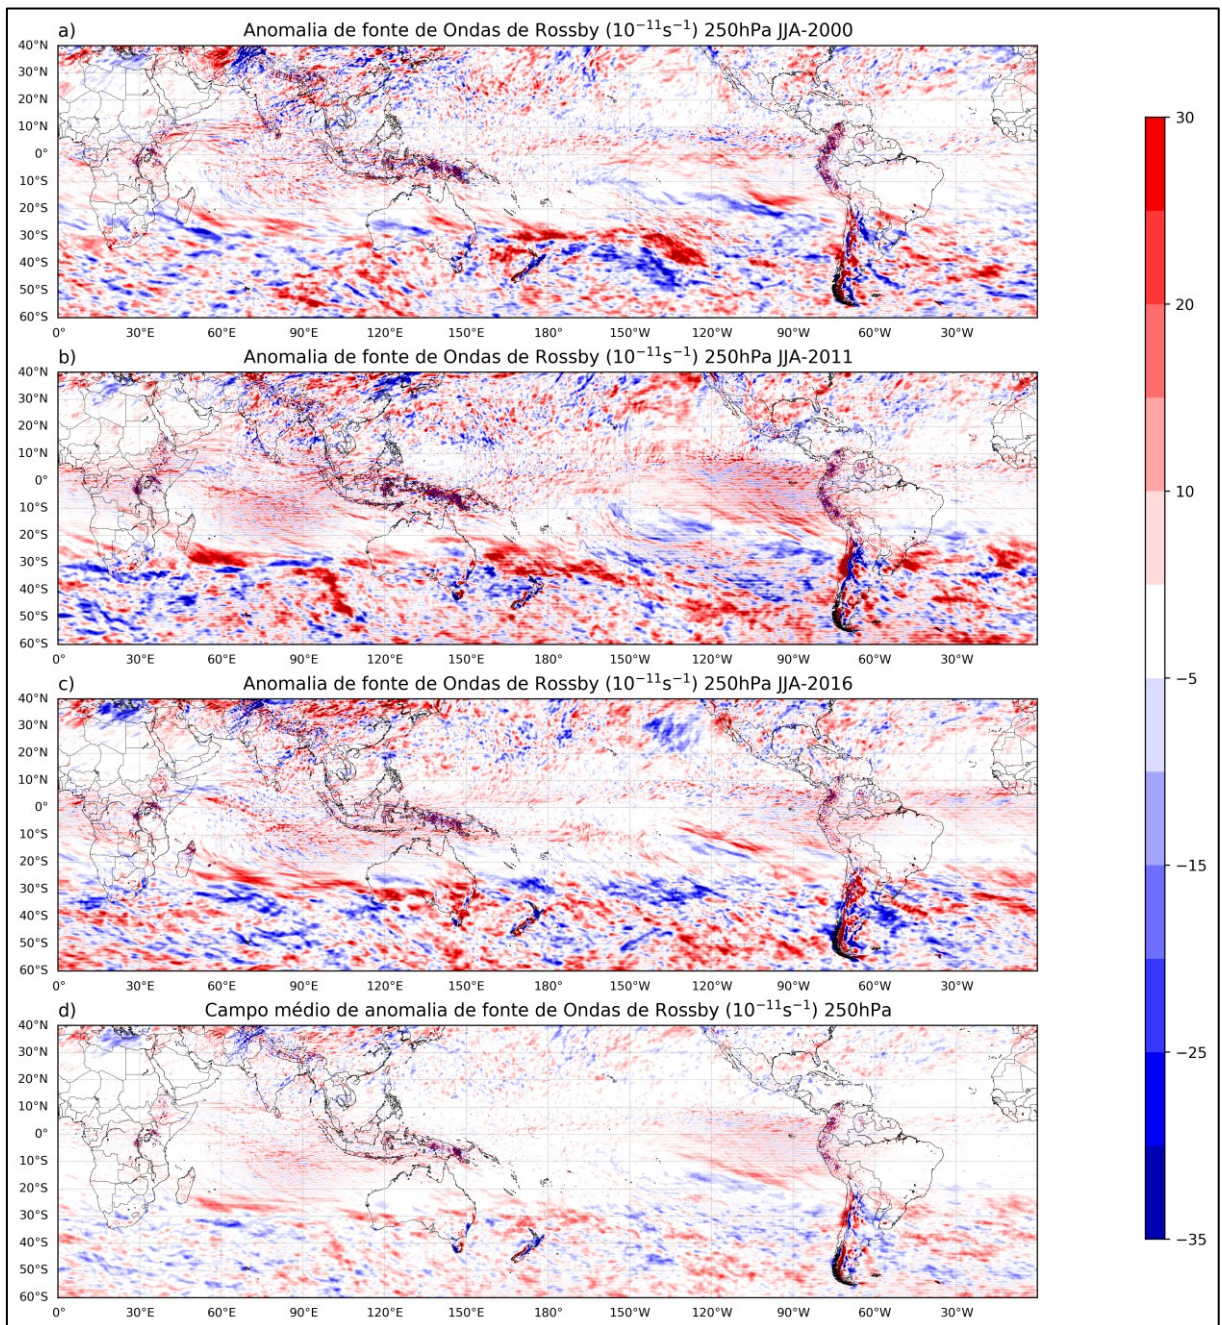 a) Anomalia de fonte de Ondas de Rossby (10⁻¹¹s⁻¹) 250hPa JJA-2000
40°N
30°N
20°N
10°N
0°
10°S
20°S
30°S
40°S
50°S
60°S
0° 30°E 60°E 90°E 120°E 150°E 180° 150°W 120°W 90°W 60°W 30°W
b) Anomalia de fonte de Ondas de Rossby (10⁻¹¹s⁻¹) 250hPa JJA-2011
40°N
30°N
20°N
10°N
0°
10°S
20°S
30°S
40°S
50°S
60°S
0° 30°E 60°E 90°E 120°E 150°E 180° 150°W 120°W 90°W 60°W 30°W
c) Anomalia de fonte de Ondas de Rossby (10⁻¹¹s⁻¹) 250hPa JJA-2016
40°N
30°N
20°N
10°N
0°
10°S
20°S
30°S
40°S
50°S
60°S
0° 30°E 60°E 90°E 120°E 150°E 180° 150°W 120°W 90°W 60°W 30°W
d) Campo médio de anomalia de fonte de Ondas de Rossby (10⁻¹¹s⁻¹) 250hPa
40°N
30°N
20°N
10°N
0°
10°S
20°S
30°S
40°S
50°S
60°S
0° 30°E 60°E 90°E 120°E 150°E 180° 150°W 120°W 90°W 60°W 30°W
30
20
10
−5
−15
−25
−35